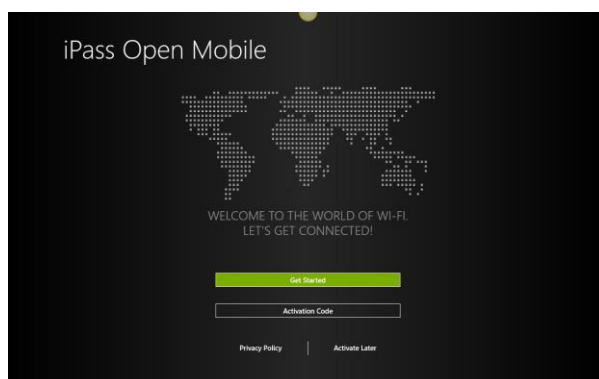 iPass Open Mobile
WELCOME TO THE WORLD OF WI-FI.
LET'S GET CONNECTED!
Get Started
Activation Code
Privacy Policy | Activate Later